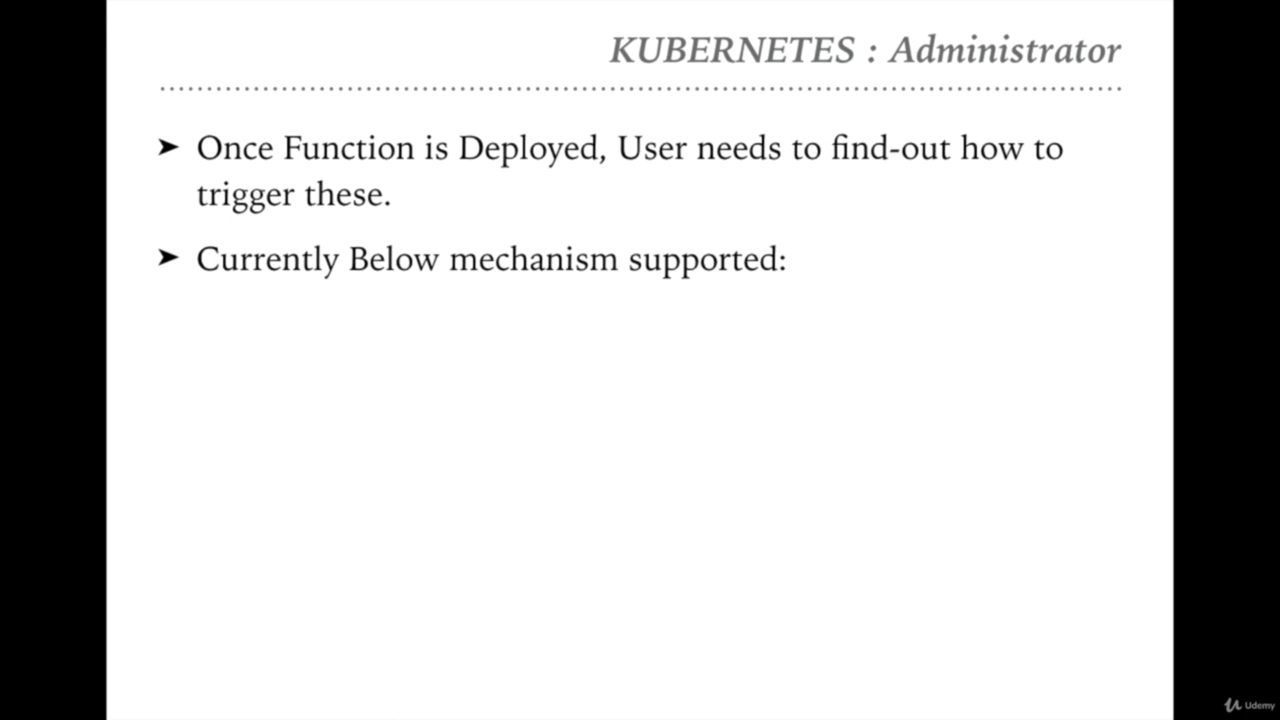 KUBERNETES : Administrator
➤ Once Function is Deployed, User needs to find-out how to
trigger these.
➤ Currently Below mechanism supported:
Udemy